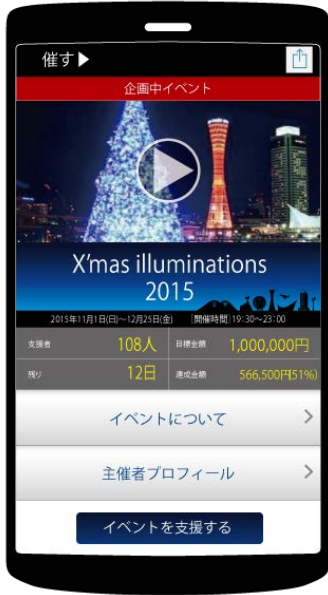 催す▶
企画中イベント
X'mas illuminations
2015
2015年11月1日(日)～12月25日(金) [開催時間]19:30～23:00
支援者 108人 目標金額 1,000,000円
残り 12日 達成金額 566,500円(51%)
イベントについて
主催者プロフィール
イベントを支援する